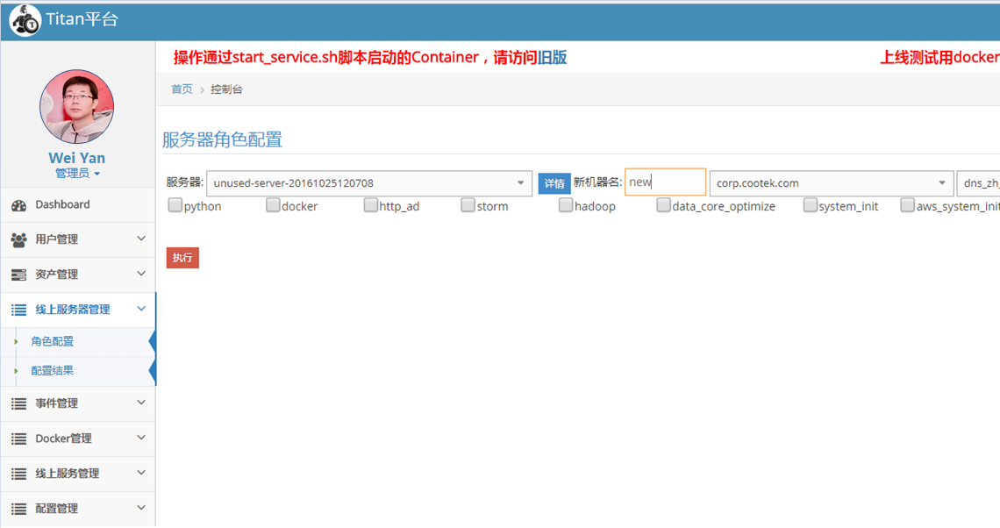 Titan平台
操作通过start_service.sh脚本启动的Container，请访问旧版
上线测试用docker
首页 > 控制台
Wei Yan
管理员
服务器角色配置
服务器: unused-server-20161025120708 详情 新机器名: new corp.cootek.com dns_zh_
python docker http_ad storm hadoop data_core_optimize system_init aws_system_init
执行
Dashboard
用户管理
资产管理
线上服务器管理
角色配置
配置结果
事件管理
Docker管理
线上服务管理
配置管理